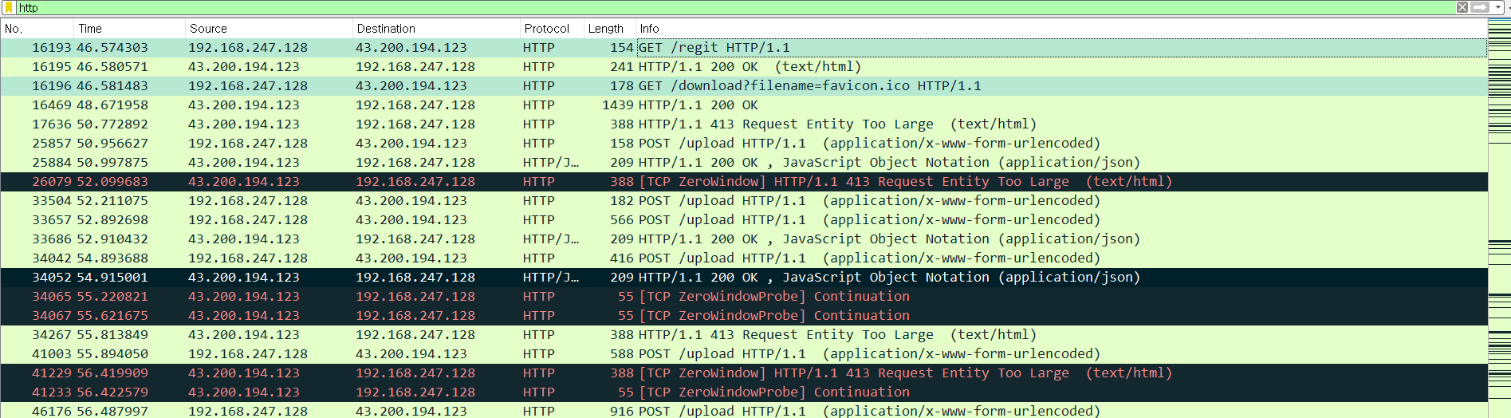 http
No. Time Source Destination Protocol Length Info
16193 46.574303 192.168.247.128 43.200.194.123 HTTP 154 GET /regit HTTP/1.1
16195 46.580571 43.200.194.123 192.168.247.128 HTTP 241 HTTP/1.1 200 OK (text/html)
16196 46.581483 192.168.247.128 43.200.194.123 HTTP 178 GET /download?filename=favicon.ico HTTP/1.1
16469 48.671958 43.200.194.123 192.168.247.128 HTTP 1439 HTTP/1.1 200 OK
17636 50.772892 43.200.194.123 192.168.247.128 HTTP 388 HTTP/1.1 413 Request Entity Too Large (text/html)
25857 50.956627 192.168.247.128 43.200.194.123 HTTP 158 POST /upload HTTP/1.1 (application/x-www-form-urlencoded)
25884 50.997875 43.200.194.123 192.168.247.128 HTTP/J… 209 HTTP/1.1 200 OK , JavaScript Object Notation (application/json)
26079 52.099683 43.200.194.123 192.168.247.128 HTTP 388 [TCP ZeroWindow] HTTP/1.1 413 Request Entity Too Large (text/html)
33504 52.211075 192.168.247.128 43.200.194.123 HTTP 182 POST /upload HTTP/1.1 (application/x-www-form-urlencoded)
33657 52.892698 192.168.247.128 43.200.194.123 HTTP 566 POST /upload HTTP/1.1 (application/x-www-form-urlencoded)
33686 52.910432 43.200.194.123 192.168.247.128 HTTP/J… 209 HTTP/1.1 200 OK , JavaScript Object Notation (application/json)
34042 54.893688 192.168.247.128 43.200.194.123 HTTP 416 POST /upload HTTP/1.1 (application/x-www-form-urlencoded)
34052 54.915001 43.200.194.123 192.168.247.128 HTTP/J… 209 HTTP/1.1 200 OK , JavaScript Object Notation (application/json)
34065 55.220821 43.200.194.123 192.168.247.128 HTTP 55 [TCP ZeroWindowProbe] Continuation
34067 55.621675 43.200.194.123 192.168.247.128 HTTP 55 [TCP ZeroWindowProbe] Continuation
34267 55.813849 43.200.194.123 192.168.247.128 HTTP 388 HTTP/1.1 413 Request Entity Too Large (text/html)
41003 55.894050 192.168.247.128 43.200.194.123 HTTP 588 POST /upload HTTP/1.1 (application/x-www-form-urlencoded)
41229 56.419909 43.200.194.123 192.168.247.128 HTTP 388 [TCP ZeroWindow] HTTP/1.1 413 Request Entity Too Large (text/html)
41233 56.422579 43.200.194.123 192.168.247.128 HTTP 55 [TCP ZeroWindowProbe] Continuation
46176 56.487997 192.168.247.128 43.200.194.123 HTTP 916 POST /upload HTTP/1.1 (application/x-www-form-urlencoded)